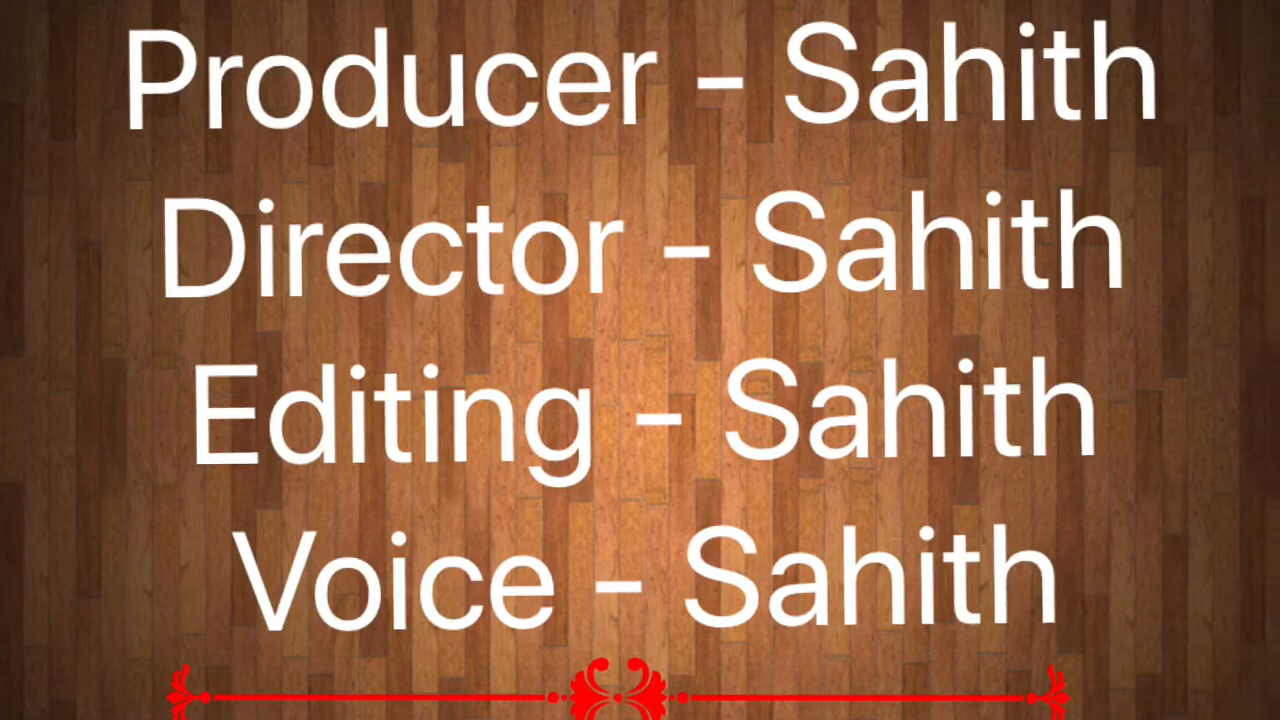 Producer - Sahith
Director - Sahith
Editing - Sahith
Voice - Sahith